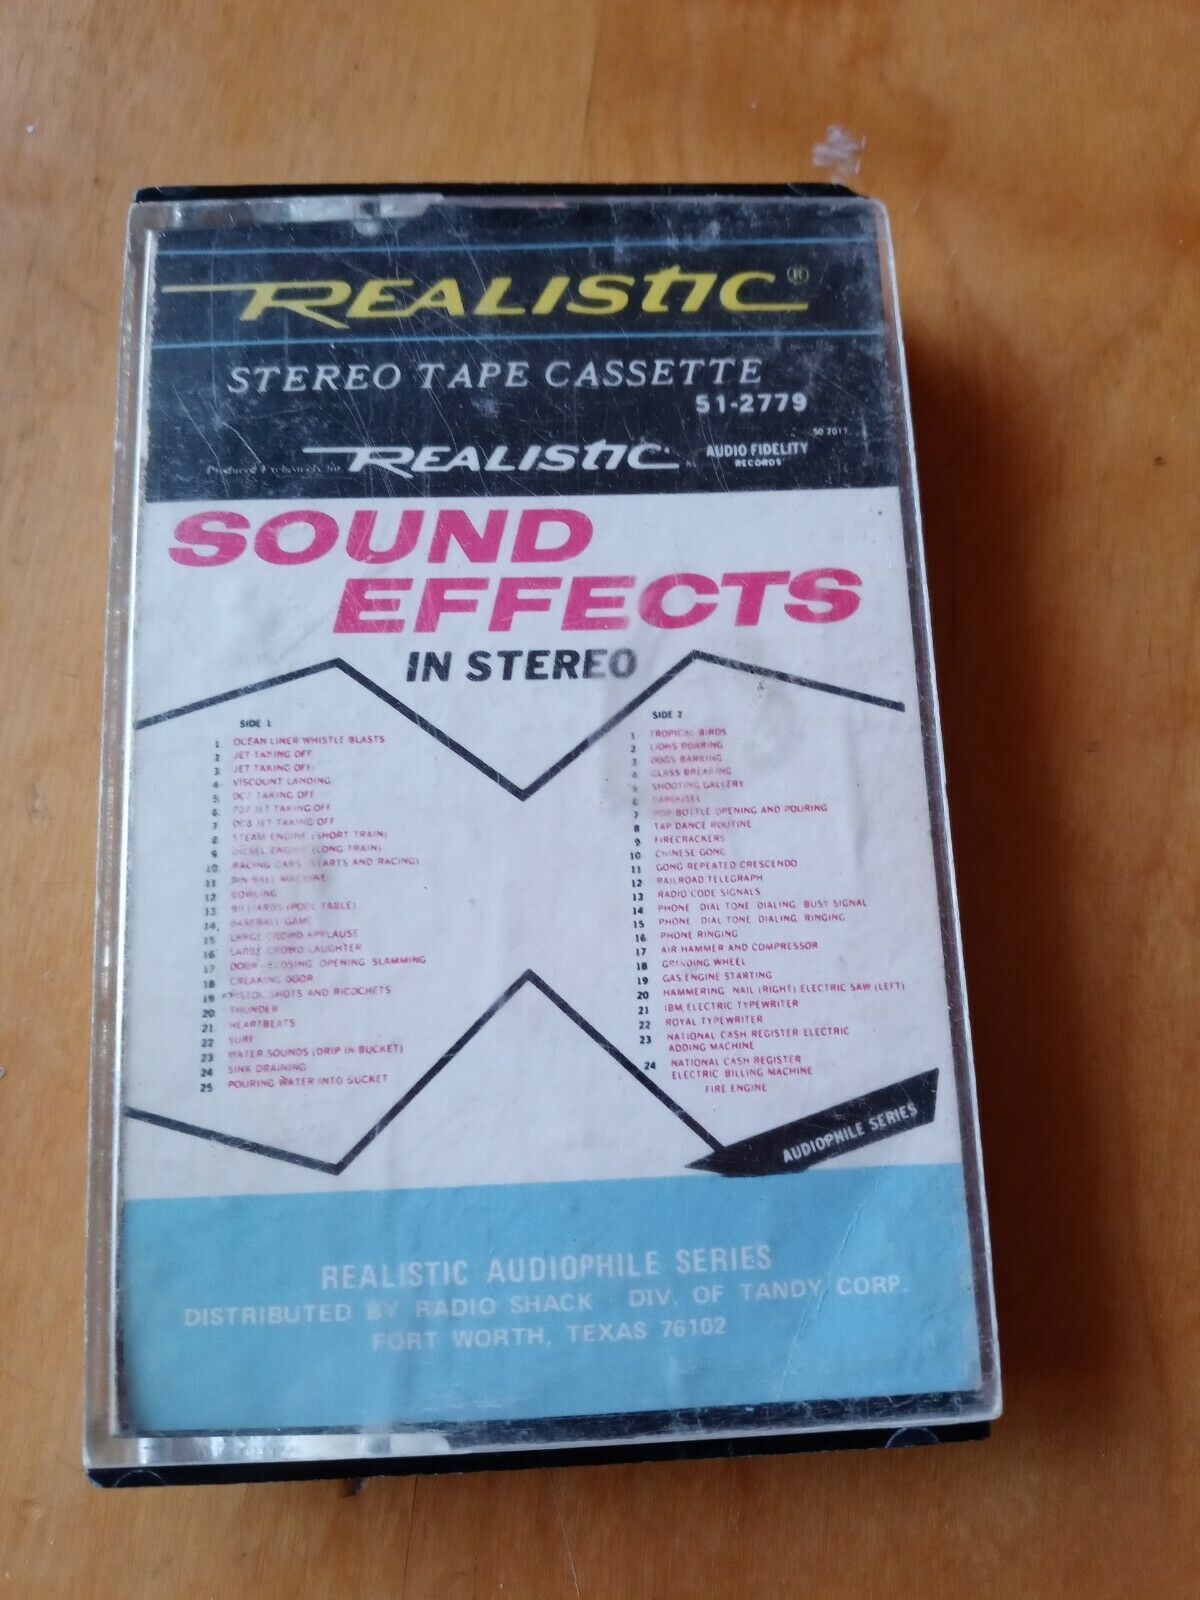 REALISTIC®
STEREO TAPE CASSETTE
51-2779
Produced Exclusively for REALISTIC
AUDIO FIDELITY
RECORDS
SOUND
EFFECTS
IN STEREO
SIDE 1
1 OCEAN LINER WHISTLE BLASTS
2 JET TAKING OFF
3 JET TAKING OFF
4 VISCOUNT LANDING
5 DC7 TAKING OFF
6 707 JET TAKING OFF
7 DC8 JET TAKING OFF
8 STEAM ENGINE (SHORT TRAIN)
9 DIESEL ENGINE (LONG TRAIN)
10 RACING CARS (STARTS AND RACING)
11 PIN BALL MACHINE
12 BOWLING
13 BILLIARDS (POOL TABLE)
14 BASEBALL GAME
15 LARGE CROWD APPLAUSE
16 LARGE CROWD LAUGHTER
17 DOOR - CLOSING OPENING SLAMMING
18 CREAKING DOOR
19 PISTOL SHOTS AND RICOCHETS
20 THUNDER
21 HEARTBEATS
22 SURF
23 WATER SOUNDS (DRIP IN BUCKET)
24 SINK DRAINING
25 POURING WATER INTO BUCKET
SIDE 2
1 TROPICAL BIRDS
2 LIONS ROARING
3 DOGS BARKING
4 GLASS BREAKING
5 SHOOTING GALLERY
6 CAROUSEL
7 POP BOTTLE OPENING AND POURING
8 TAP DANCE ROUTINE
9 FIRECRACKERS
10 CHINESE GONG
11 GONG REPEATED CRESCENDO
12 RAILROAD TELEGRAPH
13 RADIO CODE SIGNALS
14 PHONE DIAL TONE DIALING BUSY SIGNAL
15 PHONE DIAL TONE DIALING RINGING
16 PHONE RINGING
17 AIR HAMMER AND COMPRESSOR
18 GRINDING WHEEL
19 GAS ENGINE STARTING
20 HAMMERING NAIL (RIGHT) ELECTRIC SAW (LEFT)
21 IBM ELECTRIC TYPEWRITER
22 ROYAL TYPEWRITER
23 NATIONAL CASH REGISTER ELECTRIC
ADDING MACHINE
24 NATIONAL CASH REGISTER
ELECTRIC BILLING MACHINE
FIRE ENGINE
AUDIOPHILE SERIES
REALISTIC AUDIOPHILE SERIES
DISTRIBUTED BY RADIO SHACK DIV. OF TANDY CORP.
FORT WORTH, TEXAS 76102